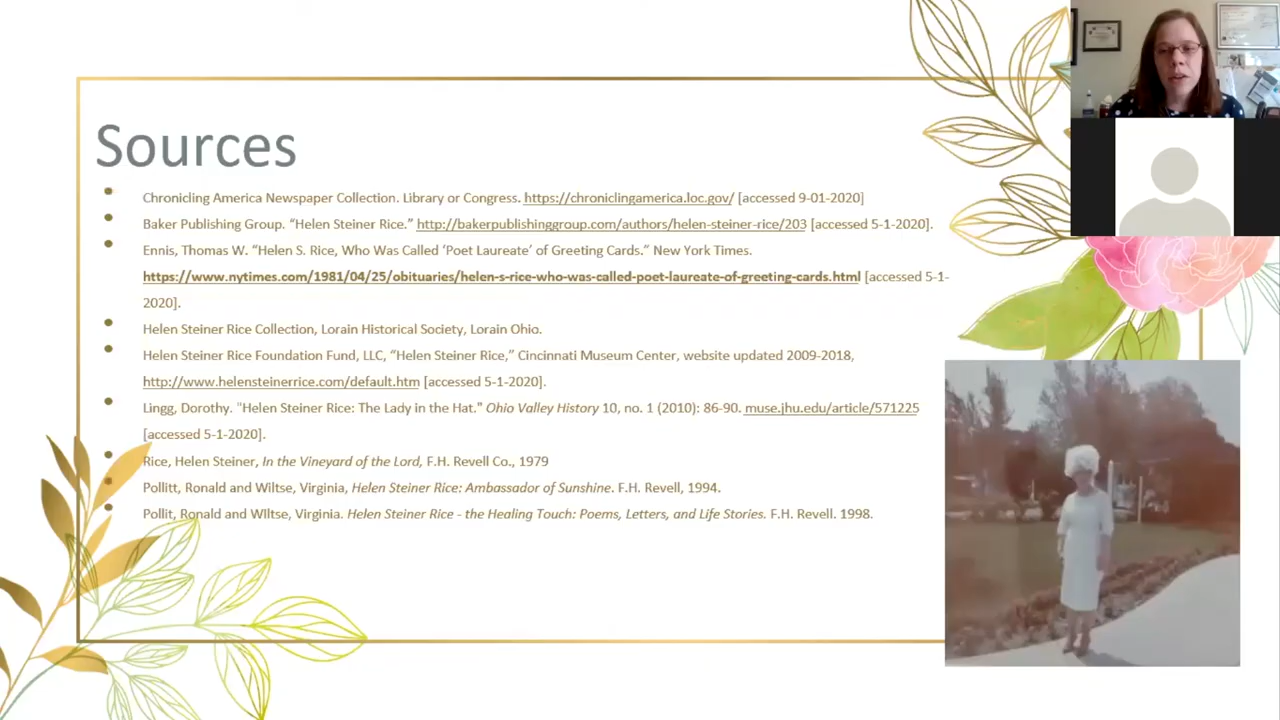 Sources
Chronicling America Newspaper Collection. Library or Congress. https://chroniclingamerica.loc.gov/ [accessed 9-01-2020]
Baker Publishing Group. “Helen Steiner Rice.” http://bakerpublishinggroup.com/authors/helen-steiner-rice/203 [accessed 5-1-2020].
Ennis, Thomas W. “Helen S. Rice, Who Was Called ‘Poet Laureate’ of Greeting Cards.” New York Times.
https://www.nytimes.com/1981/04/25/obituaries/helen-s-rice-who-was-called-poet-laureate-of-greeting-cards.html [accessed 5-1-
2020].
Helen Steiner Rice Collection, Lorain Historical Society, Lorain Ohio.
Helen Steiner Rice Foundation Fund, LLC, “Helen Steiner Rice,” Cincinnati Museum Center, website updated 2009-2018,
http://www.helensteinerrice.com/default.htm [accessed 5-1-2020].
Lingg, Dorothy. "Helen Steiner Rice: The Lady in the Hat." Ohio Valley History 10, no. 1 (2010): 86-90. muse.jhu.edu/article/571225
[accessed 5-1-2020].
Rice, Helen Steiner, In the Vineyard of the Lord, F.H. Revell Co., 1979
Pollitt, Ronald and Wiltse, Virginia, Helen Steiner Rice: Ambassador of Sunshine. F.H. Revell, 1994.
Pollit, Ronald and WIltse, Virginia. Helen Steiner Rice - the Healing Touch: Poems, Letters, and Life Stories. F.H. Revell. 1998.